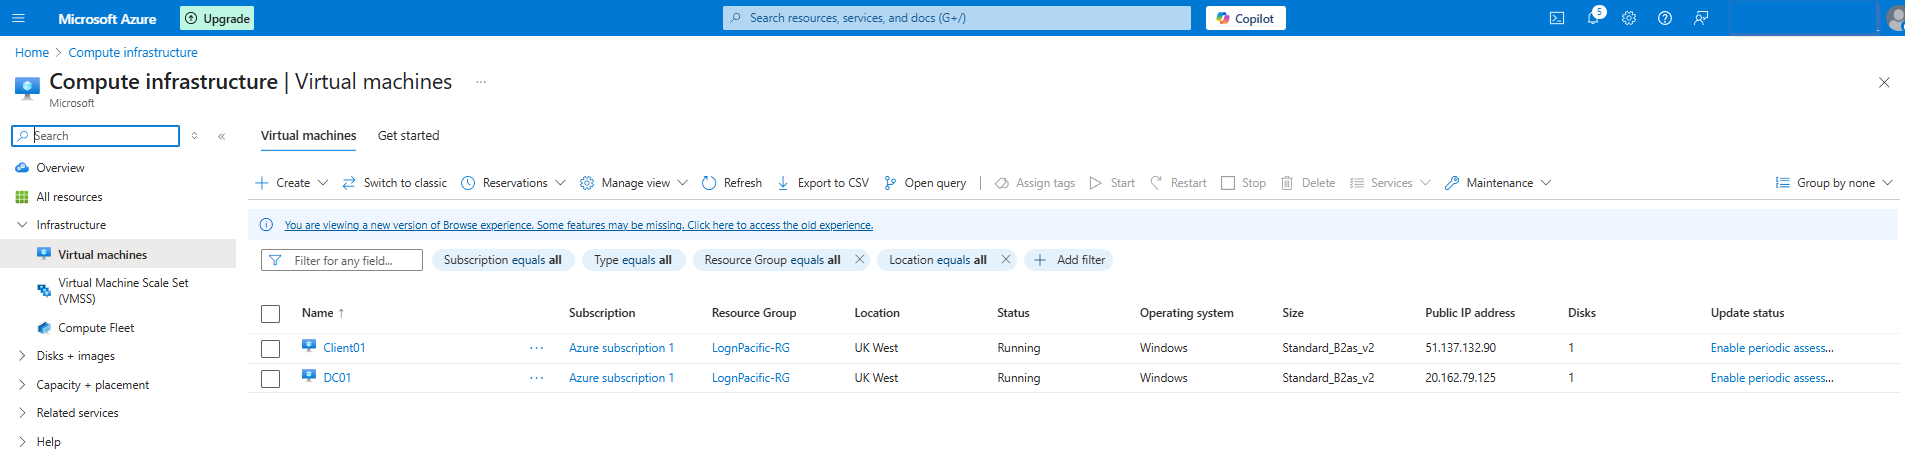 Microsoft Azure Upgrade Search resources, services, and docs (G+/) Copilot 5
Home > Compute infrastructure
Compute infrastructure | Virtual machines ...
Microsoft
Search
Overview
All resources
Infrastructure
Virtual machines
Virtual Machine Scale Set
(VMSS)
Compute Fleet
Disks + images
Capacity + placement
Related services
Help
Virtual machines Get started
Create Switch to classic Reservations Manage view Refresh Export to CSV Open query Assign tags Start Restart Stop Delete Services Maintenance Group by none
You are viewing a new version of Browse experience. Some features may be missing. Click here to access the old experience.
Filter for any field... Subscription equals all Type equals all Resource Group equals all Location equals all Add filter
Name ↑ Subscription Resource Group Location Status Operating system Size Public IP address Disks Update status
Client01 ... Azure subscription 1 LognPacific-RG UK West Running Windows Standard_B2as_v2 51.137.132.90 1 Enable periodic assess...
DC01 ... Azure subscription 1 LognPacific-RG UK West Running Windows Standard_B2as_v2 20.162.79.125 1 Enable periodic assess...